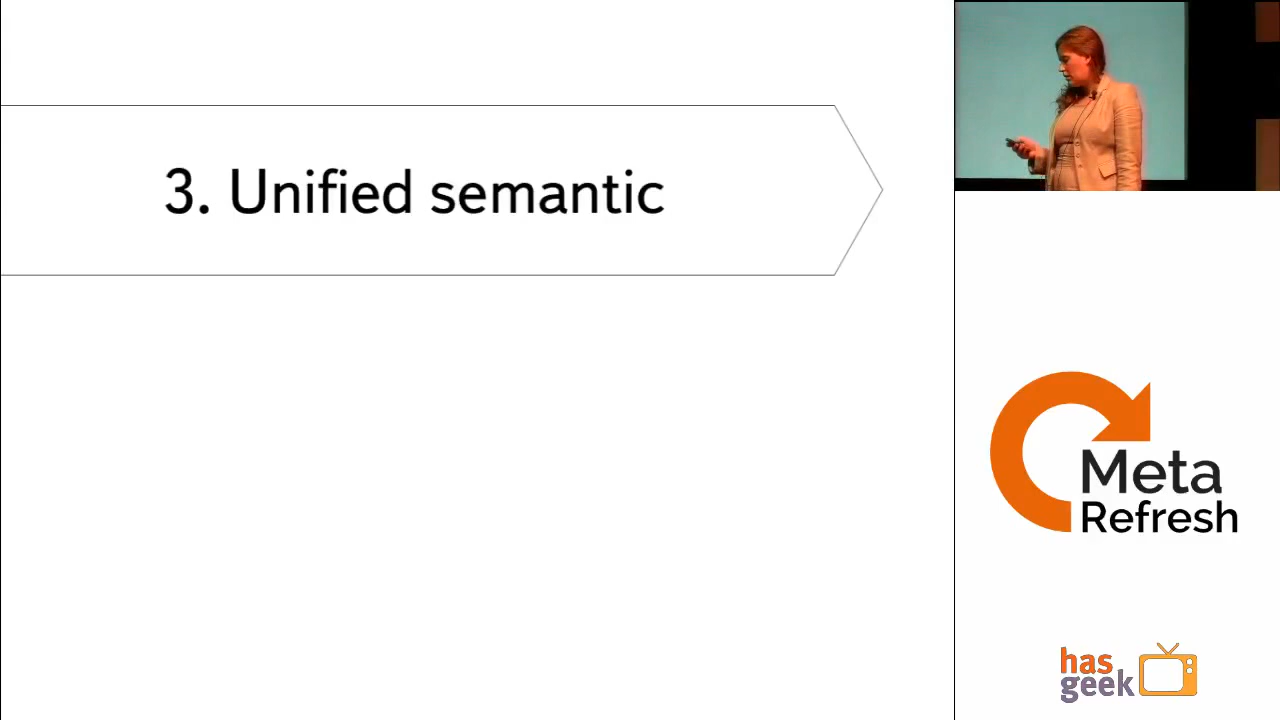 3. Unified semantic
Meta
Refresh
has
geek